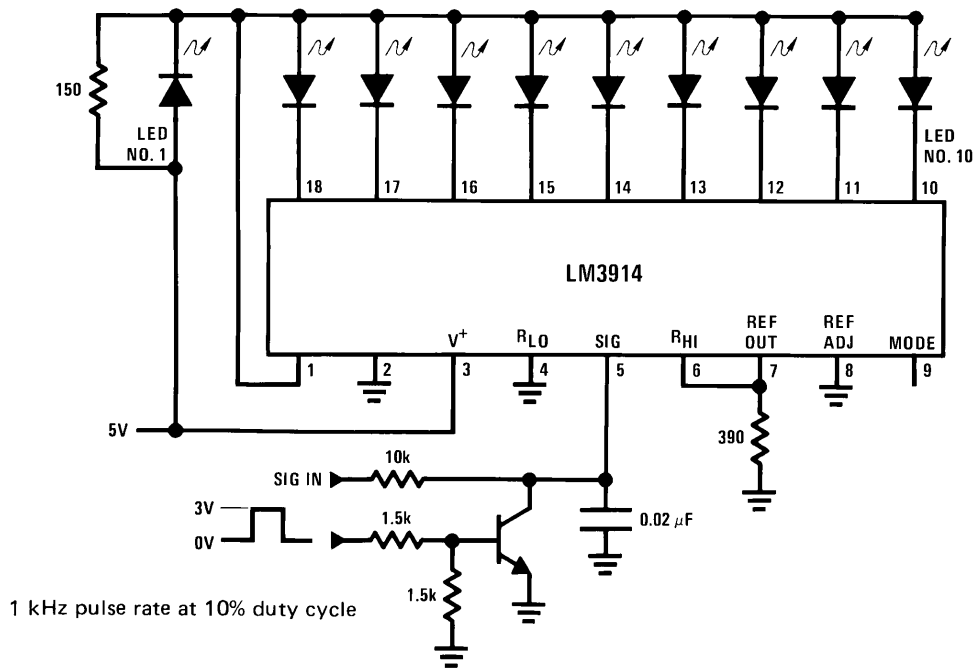 150
LED
NO. 1
LED
NO. 10
18 17 16 15 14 13 12 11 10
LM3914
V+ RLO SIG RHI REF OUT REF ADJ MODE
1 2 3 4 5 6 7 8 9
5V
390
SIG IN
10k
3V
0V
1.5k
0.02 μF
1.5k
1 kHz pulse rate at 10% duty cycle